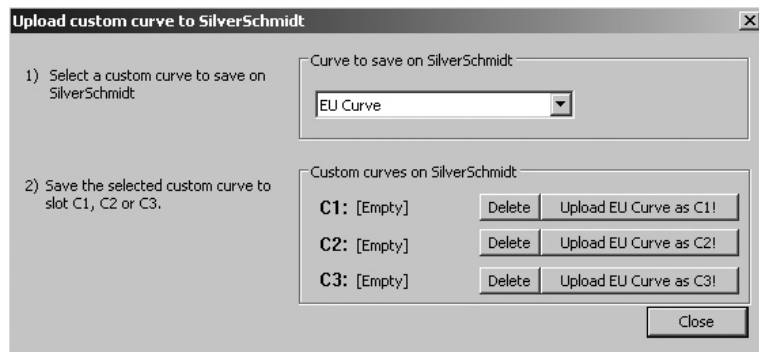 Upload custom curve to SilverSchmidt
1) Select a custom curve to save on
SilverSchmidt
Curve to save on SilverSchmidt
EU Curve
2) Save the selected custom curve to
slot C1, C2 or C3.
Custom curves on SilverSchmidt
C1: [Empty] Delete Upload EU Curve as C1!
C2: [Empty] Delete Upload EU Curve as C2!
C3: [Empty] Delete Upload EU Curve as C3!
Close